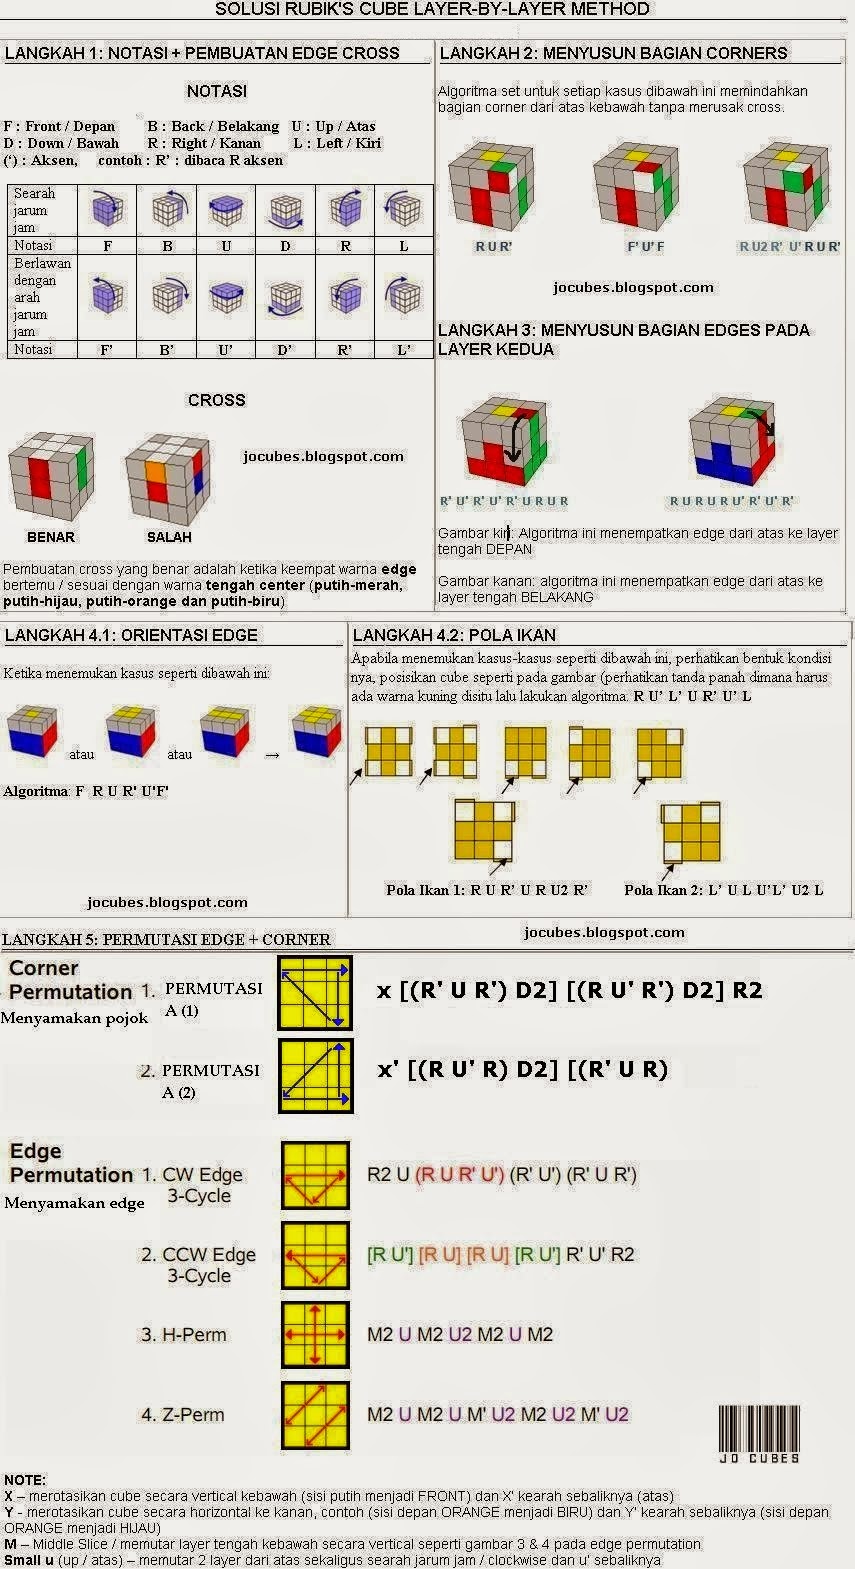 SOLUSI RUBIK'S CUBE LAYER-BY-LAYER METHOD
LANGKAH 1: NOTASI + PEMBUATAN EDGE CROSS
NOTASI
F : Front / Depan B : Back / Belakang U : Up / Atas
D : Down / Bawah R : Right / Kanan L : Left / Kiri
(‘) : Aksen, contoh : R’ : dibaca R aksen
Searah
jarum
jam
Notasi F B U D R L
Berlawan
dengan
arah
jarum
jam
Notasi F’ B’ U’ D’ R’ L’
CROSS
jocubes.blogspot.com
BENAR SALAH
Pembuatan cross yang benar adalah ketika keempat warna edge
bertemu / sesuai dengan warna tengah center (putih-merah,
putih-hijau, putih-orange dan putih-biru)
LANGKAH 2: MENYUSUN BAGIAN CORNERS
Algoritma set untuk setiap kasus dibawah ini memindahkan
bagian corner dari atas kebawah tanpa merusak cross.
R U R' F' U' F R U2 R' U' R U R'
jocubes.blogspot.com
LANGKAH 3: MENYUSUN BAGIAN EDGES PADA
LAYER KEDUA
R' U' R' U' R' U R U R R U R U R U' R' U' R'
Gambar kiri: Algoritma ini menempatkan edge dari atas ke layer
tengah DEPAN
Gambar kanan: algoritma ini menempatkan edge dari atas ke
layer tengah BELAKANG
LANGKAH 4.1: ORIENTASI EDGE
Ketika menemukan kasus seperti dibawah ini:
atau atau →
Algoritma: F R U R' U'F'
jocubes.blogspot.com
LANGKAH 4.2: POLA IKAN
Apabila menemukan kasus-kasus seperti dibawah ini, perhatikan bentuk kondisi
nya, posisikan cube seperti pada gambar (perhatikan tanda panah dimana harus
ada warna kuning disitu lalu lakukan algoritma: R U’ L’ U R’ U’ L
Pola Ikan 1: R U R’ U R U2 R’ Pola Ikan 2: L’ U L U’L’ U2 L
jocubes.blogspot.com
LANGKAH 5: PERMUTASI EDGE + CORNER
Corner
Permutation
Menyamakan pojok
1. PERMUTASI
A (1)
x [(R' U R') D2] [(R U' R') D2] R2
2. PERMUTASI
A (2)
x' [(R U' R) D2] [(R' U R)
Edge
Permutation
Menyamakan edge
1. CW Edge
3-Cycle
R2 U (R U R' U') (R' U') (R' U R')
2. CCW Edge
3-Cycle
[R U'] [R U] [R U] [R U'] R' U' R2
3. H-Perm
M2 U M2 U2 M2 U M2
4. Z-Perm
M2 U M2 U M' U2 M2 U2 M' U2
JO CUBES
NOTE:
X – merotasikan cube secara vertical kebawah (sisi putih menjadi FRONT) dan X' kearah sebaliknya (atas)
Y - merotasikan cube secara horizontal ke kanan, contoh (sisi depan ORANGE menjadi BIRU) dan Y' kearah sebaliknya (sisi depan
ORANGE menjadi HIJAU)
M – Middle Slice / memutar layer tengah kebawah secara vertical seperti gambar 3 & 4 pada edge permutation
Small u (up / atas) – memutar 2 layer dari atas sekaligus searah jarum jam / clockwise dan u' sebaliknya